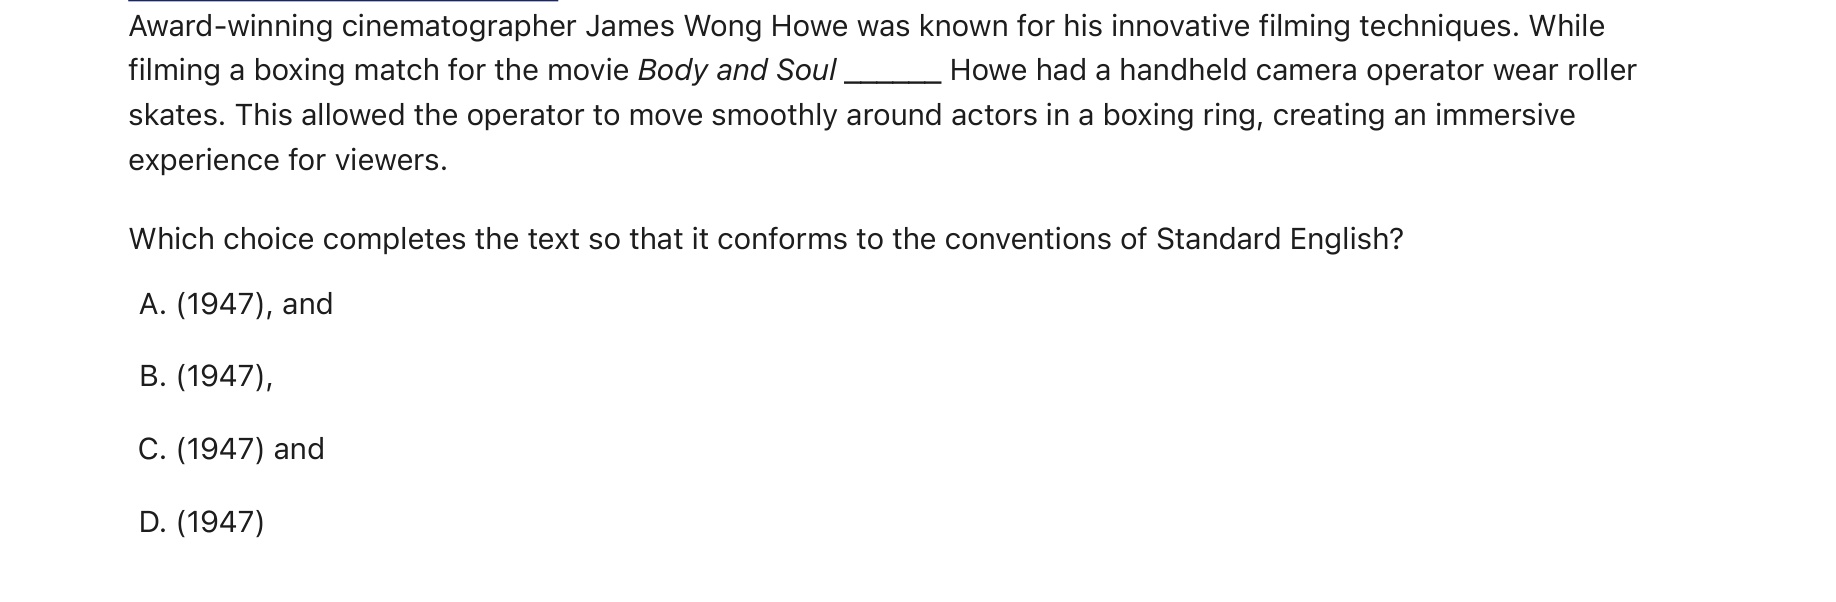 Award-winning cinematographer James Wong Howe was known for his innovative filming techniques. While
filming a boxing match for the movie Body and Soul ______ Howe had a handheld camera operator wear roller
skates. This allowed the operator to move smoothly around actors in a boxing ring, creating an immersive
experience for viewers.
Which choice completes the text so that it conforms to the conventions of Standard English?
A. (1947), and
B. (1947),
C. (1947) and
D. (1947)